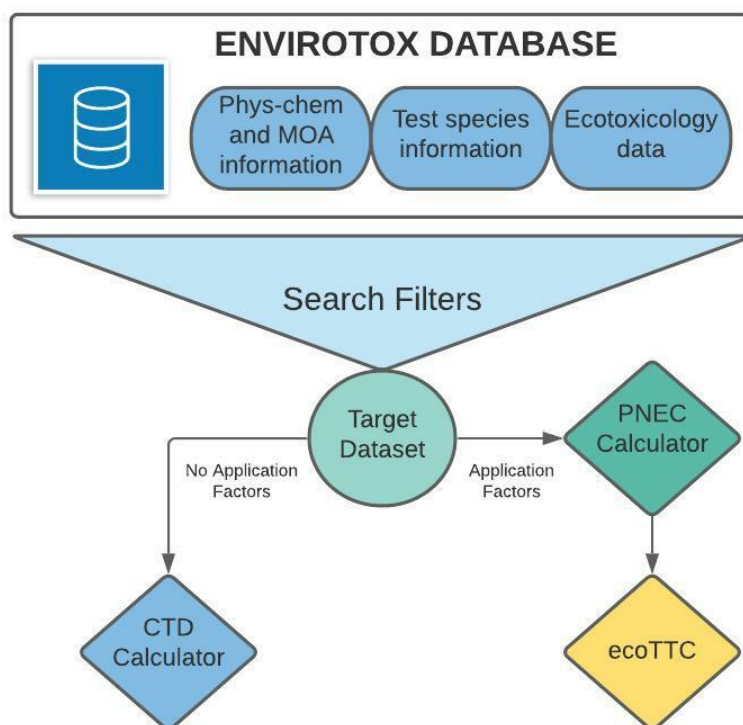 ENVIROTOX DATABASE
Phys-chem
and MOA
information
Test species
information
Ecotoxicology
data
Search Filters
Target
Dataset
No Application
Factors
Application
Factors
PNEC
Calculator
CTD
Calculator
ecoTTC